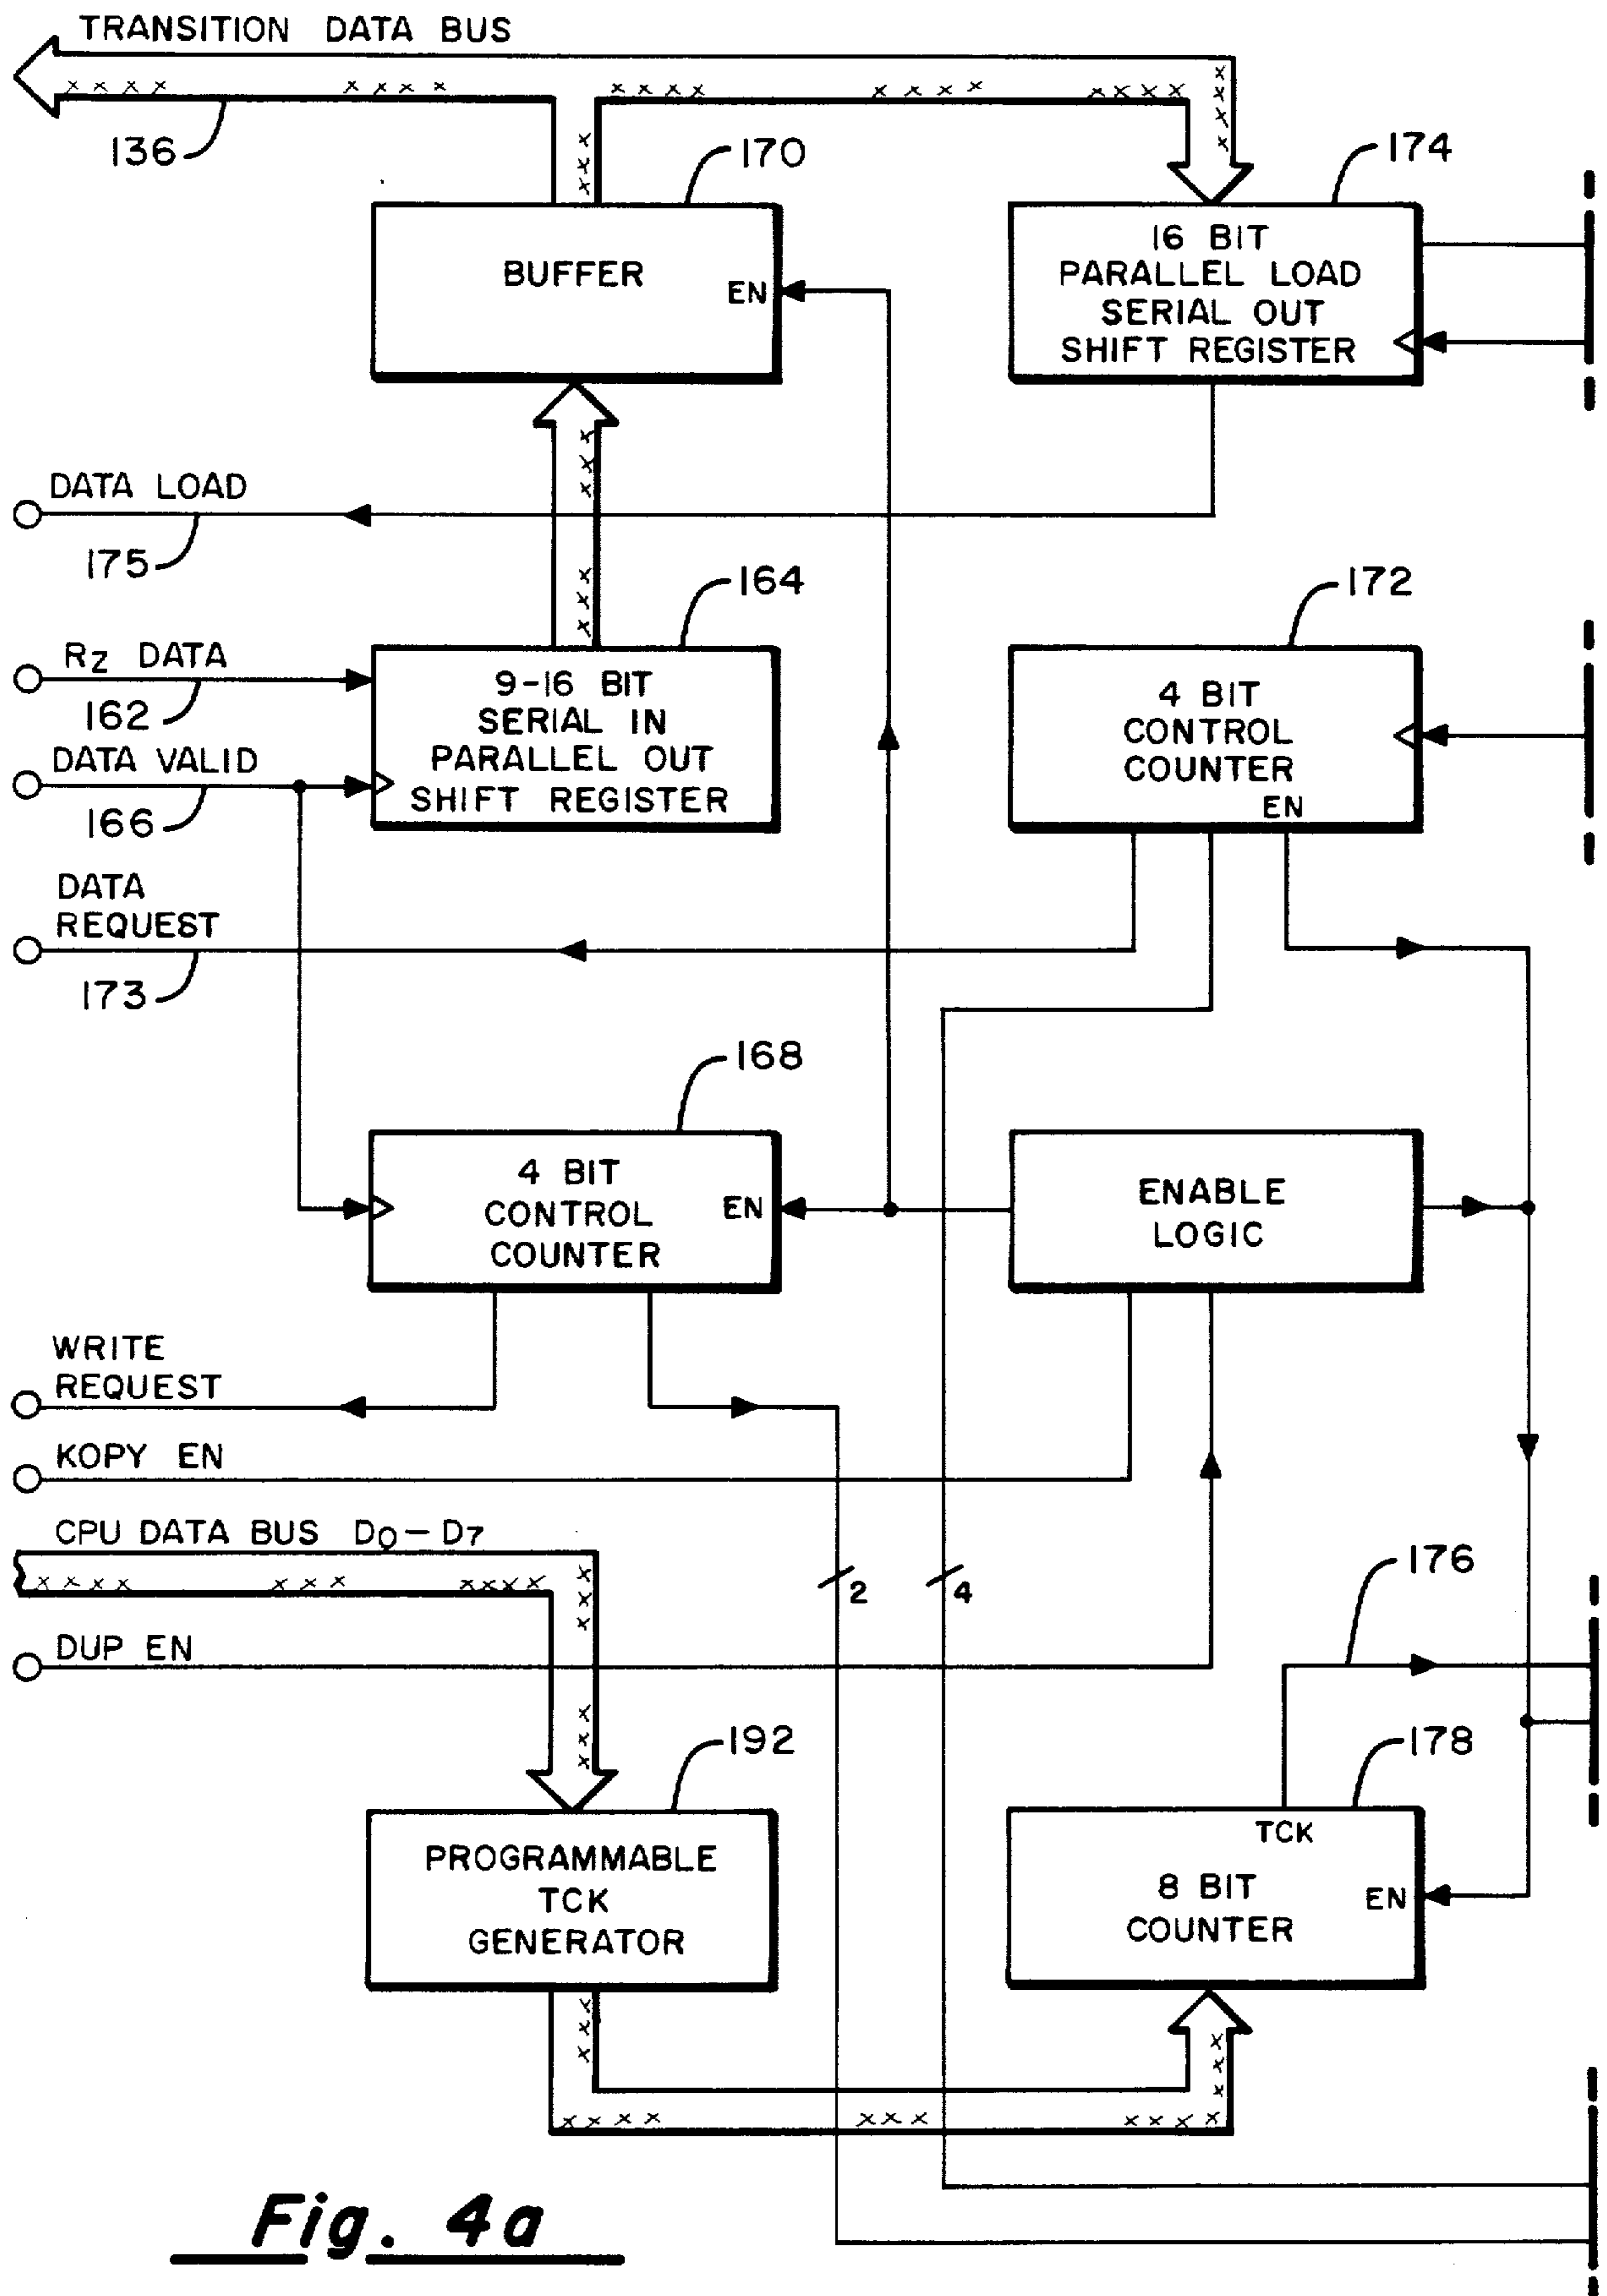 TRANSITION DATA BUS
136
170
174
BUFFER
EN
16 BIT
PARALLEL LOAD
SERIAL OUT
SHIFT REGISTER
DATA LOAD
175
164
172
RZ DATA
162
DATA VALID
166
9-16 BIT
SERIAL IN
PARALLEL OUT
SHIFT REGISTER
4 BIT
CONTROL
COUNTER
EN
DATA
REQUEST
173
168
4 BIT
CONTROL
COUNTER
EN
ENABLE
LOGIC
WRITE
REQUEST
KOPY EN
CPU DATA BUS D0-D7
2
4
176
DUP EN
192
178
PROGRAMMABLE
TCK
GENERATOR
TCK
8 BIT
COUNTER
EN
Fig. 4a